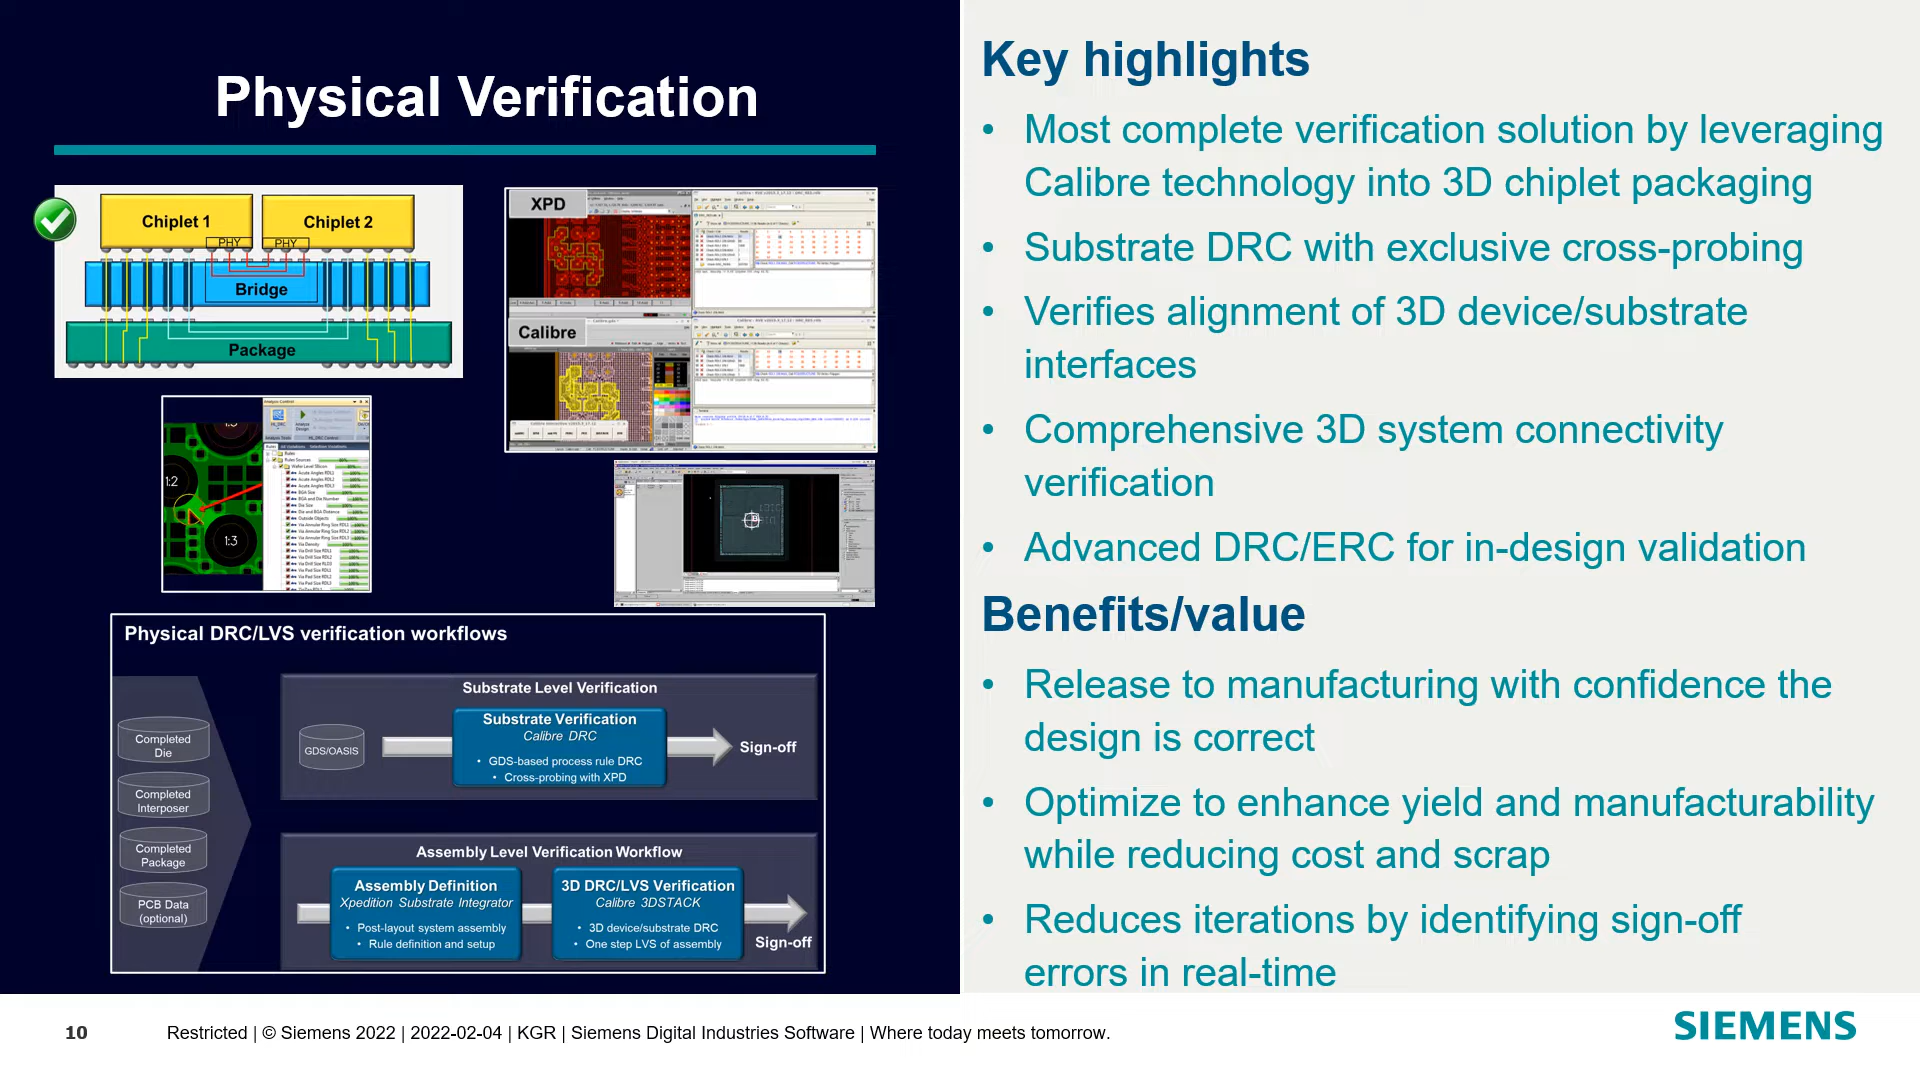 Physical Verification
Chiplet 1
Chiplet 2
PHY
PHY
Bridge
Package
XPD
Calibre
1:2
1:3
Physical DRC/LVS verification workflows
Completed
Die
Completed
Interposer
Completed
Package
PCB Data
(optional)
Substrate Level Verification
GDS/OASIS
Substrate Verification
Calibre DRC
• GDS-based process rule DRC
• Cross-probing with XPD
Sign-off
Assembly Level Verification Workflow
Assembly Definition
Xpedition Substrate Integrator
• Post-layout system assembly
• Rule definition and setup
3D DRC/LVS Verification
Calibre 3DSTACK
• 3D device/substrate DRC
• One step LVS of assembly
Sign-off
Key highlights
• Most complete verification solution by leveraging
Calibre technology into 3D chiplet packaging
• Substrate DRC with exclusive cross-probing
• Verifies alignment of 3D device/substrate
interfaces
• Comprehensive 3D system connectivity
verification
• Advanced DRC/ERC for in-design validation
Benefits/value
• Release to manufacturing with confidence the
design is correct
• Optimize to enhance yield and manufacturability
while reducing cost and scrap
• Reduces iterations by identifying sign-off
errors in real-time
10
Restricted | © Siemens 2022 | 2022-02-04 | KGR | Siemens Digital Industries Software | Where today meets tomorrow.
SIEMENS